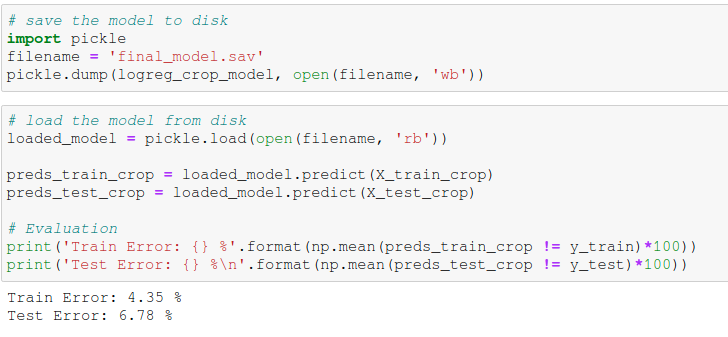 # save the model to disk
import pickle
filename = 'final_model.sav'
pickle.dump(logreg_crop_model, open(filename, 'wb'))
# load the model from disk
loaded_model = pickle.load(open(filename, 'rb'))
preds_train_crop = loaded_model.predict(X_train_crop)
preds_test_crop = loaded_model.predict(X_test_crop)
# Evaluation
print('Train Error: {} %'.format(np.mean(preds_train_crop != y_train)*100))
print('Test Error: {} %\n'.format(np.mean(preds_test_crop != y_test)*100))
Train Error: 4.35 %
Test Error: 6.78 %